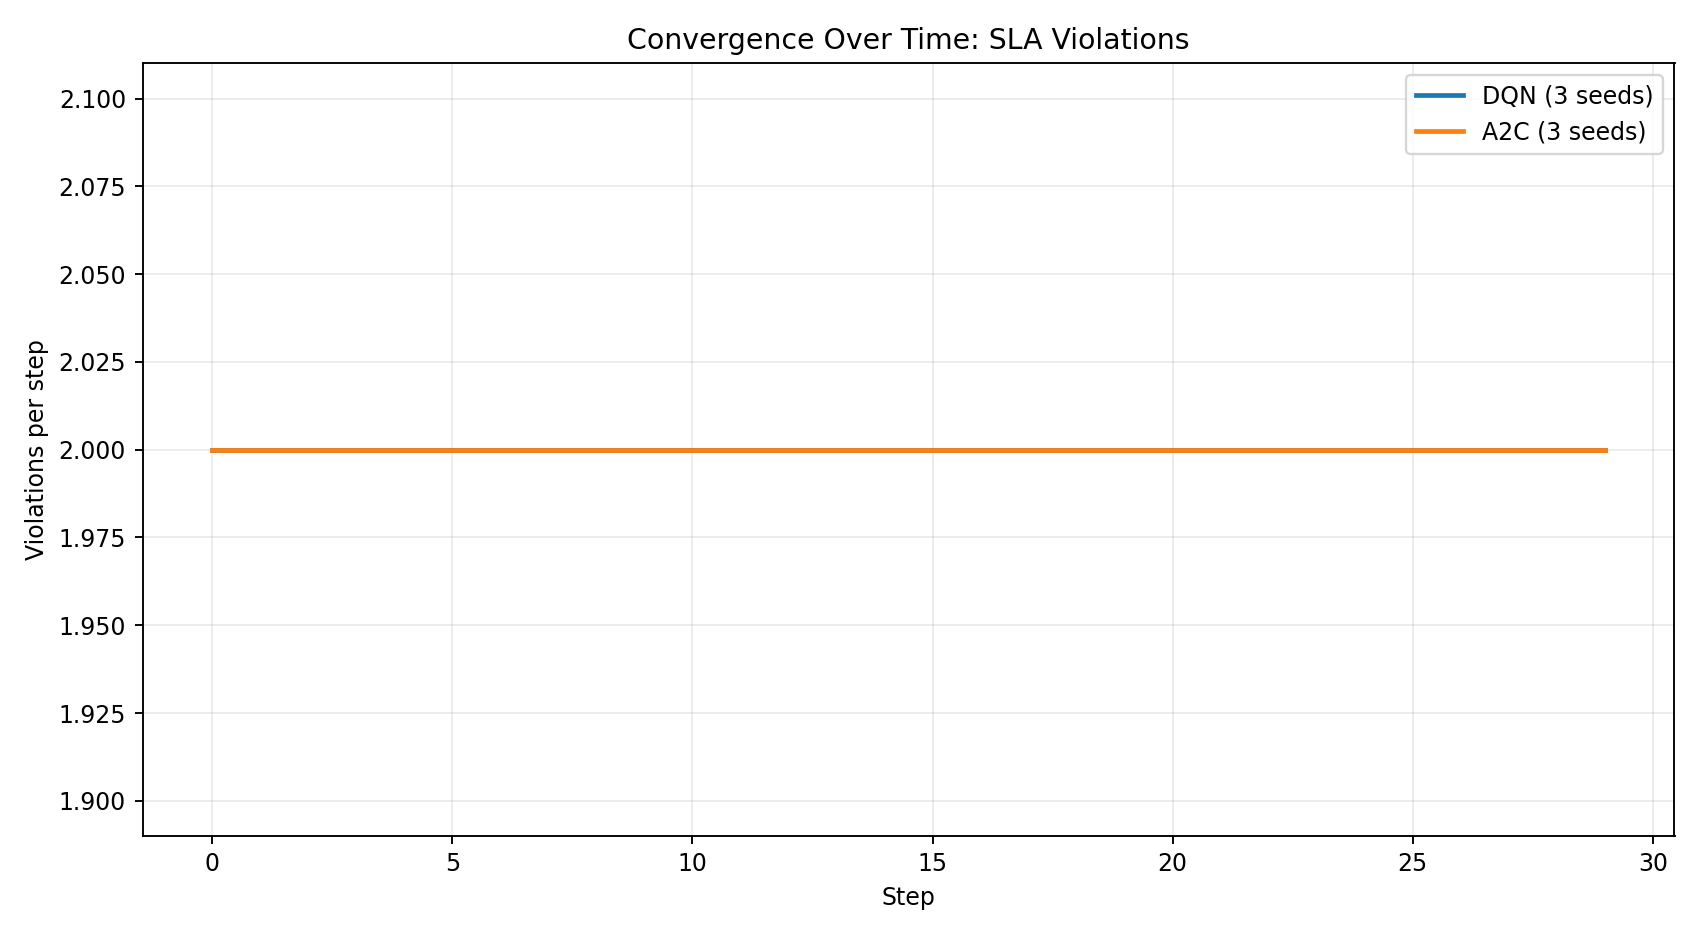 Convergence Over Time: SLA Violations
DQN (3 seeds)
A2C (3 seeds)
Violations per step
2.100
2.075
2.050
2.025
2.000
1.975
1.950
1.925
1.900
0 5 10 15 20 25 30
Step